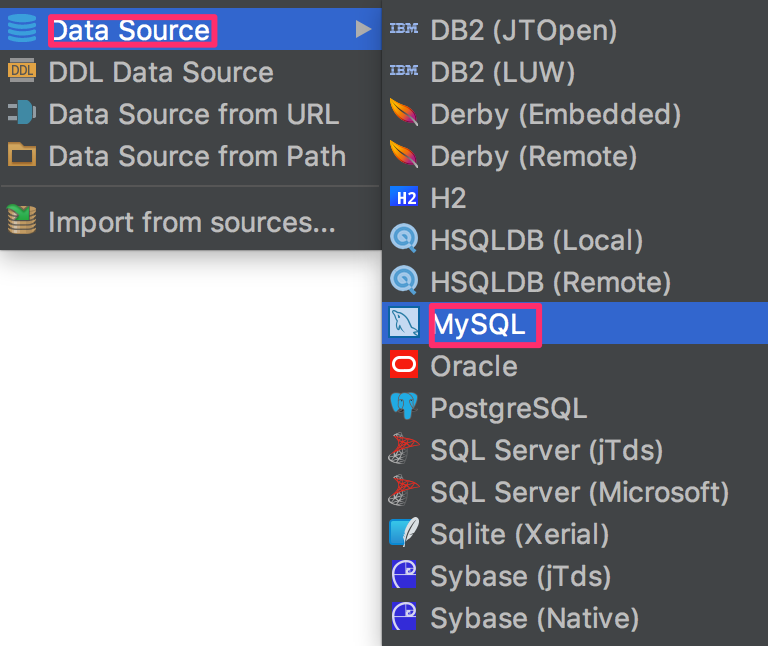 Data Source
DDL DDL Data Source
Data Source from URL
Data Source from Path
Import from sources...
IBM DB2 (JTOpen)
IBM DB2 (LUW)
Derby (Embedded)
Derby (Remote)
H2 H2
HSQLDB (Local)
HSQLDB (Remote)
MySQL
Oracle
PostgreSQL
SQL Server (jTds)
SQL Server (Microsoft)
Sqlite (Xerial)
Sybase (jTds)
Sybase (Native)